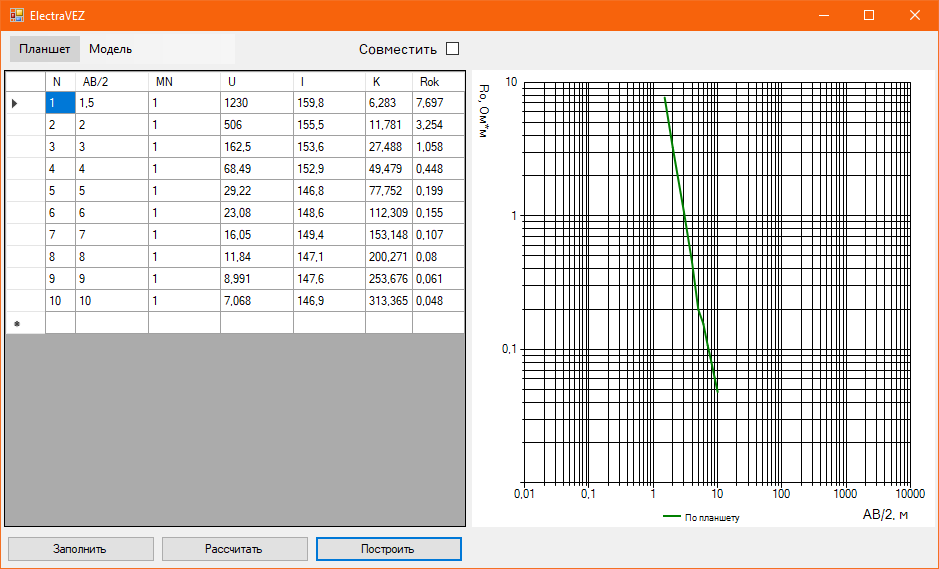 ElectraVEZ
Планшет Модель Совместить
N AB/2 MN U I K Rok
1 1,5 1 1230 159,8 6,283 7,697
2 2 1 506 155,5 11,781 3,254
3 3 1 162,5 153,6 27,488 1,058
4 4 1 68,49 152,9 49,479 0,448
5 5 1 29,22 146,8 77,752 0,199
6 6 1 23,08 148,6 112,309 0,155
7 7 1 16,05 149,4 153,148 0,107
8 8 1 11,84 147,1 200,271 0,08
9 9 1 8,991 147,6 253,676 0,061
10 10 1 7,068 146,9 313,365 0,048
Ro, Ом*м
10
1
0,1
0,01 0,1 1 10 100 1000 10000
По планшету
AB/2, м
Заполнить Рассчитать Построить